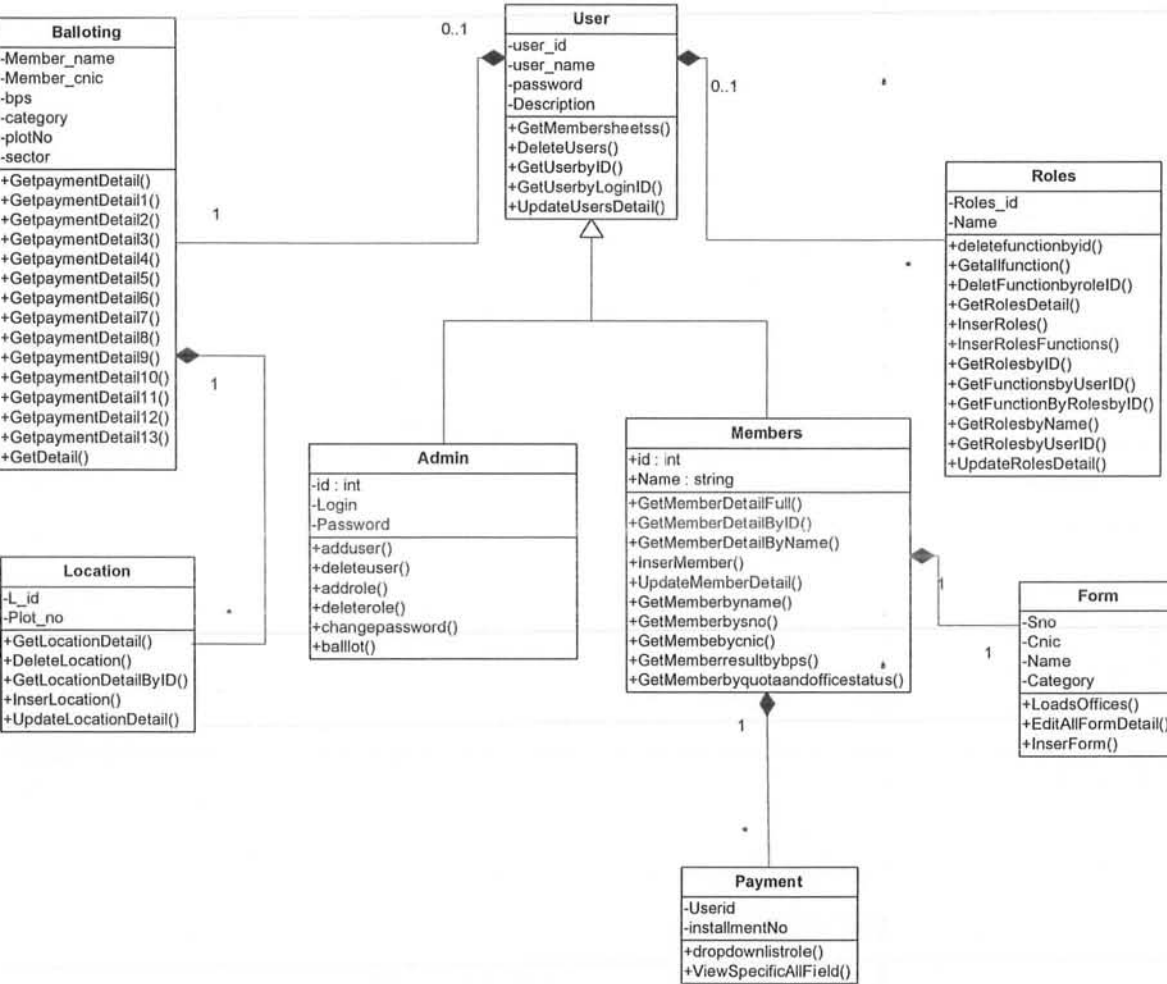 Balloting
-Member_name
-Member_cnic
-bps
-category
-plotNo
-sector
+GetpaymentDetail()
+GetpaymentDetail1()
+GetpaymentDetail2()
+GetpaymentDetail3()
+GetpaymentDetail4()
+GetpaymentDetail5()
+GetpaymentDetail6()
+GetpaymentDetail7()
+GetpaymentDetail8()
+GetpaymentDetail9()
+GetpaymentDetail10()
+GetpaymentDetail11()
+GetpaymentDetail12()
+GetpaymentDetail13()
+GetDetail()
0..1
1
User
-user_id
-user_name
-password
-Description
+GetMembersheetss()
+DeleteUsers()
+GetUserbyID()
+GetUserbyLoginID()
+UpdateUsersDetail()
0..1
*
Roles
-Roles_id
-Name
+deletefunctionbyid()
+Getallfunction()
+DeletFunctionbyroleID()
+GetRolesDetail()
+InserRoles()
+InserRolesFunctions()
+GetRolesbyID()
+GetFunctionsbyUserID()
+GetFunctionByRolesbyID()
+GetRolesbyName()
+GetRolesbyUserID()
+UpdateRolesDetail()
1
*
Location
-L_id
-Plot_no
+GetLocationDetail()
+DeleteLocation()
+GetLocationDetailByID()
+InserLocation()
+UpdateLocationDetail()
Admin
-id : int
-Login
-Password
+adduser()
+deleteuser()
+addrole()
+deleterole()
+changepassword()
+balllot()
Members
+id : int
+Name : string
+GetMemberDetailFull()
+GetMemberDetailByID()
+GetMemberDetailByName()
+InserMember()
+UpdateMemberDetail()
+GetMemberbyname()
+GetMemberbysno()
+GetMembebycnic()
+GetMemberresultbybps()
+GetMemberbyquotaandofficestatus()
1
1
Form
-Sno
-Cnic
-Name
-Category
+LoadsOffices()
+EditAllFormDetail()
+InserForm()
1
*
Payment
-Userid
-installmentNo
+dropdownlistrole()
+ViewSpecificAllField()